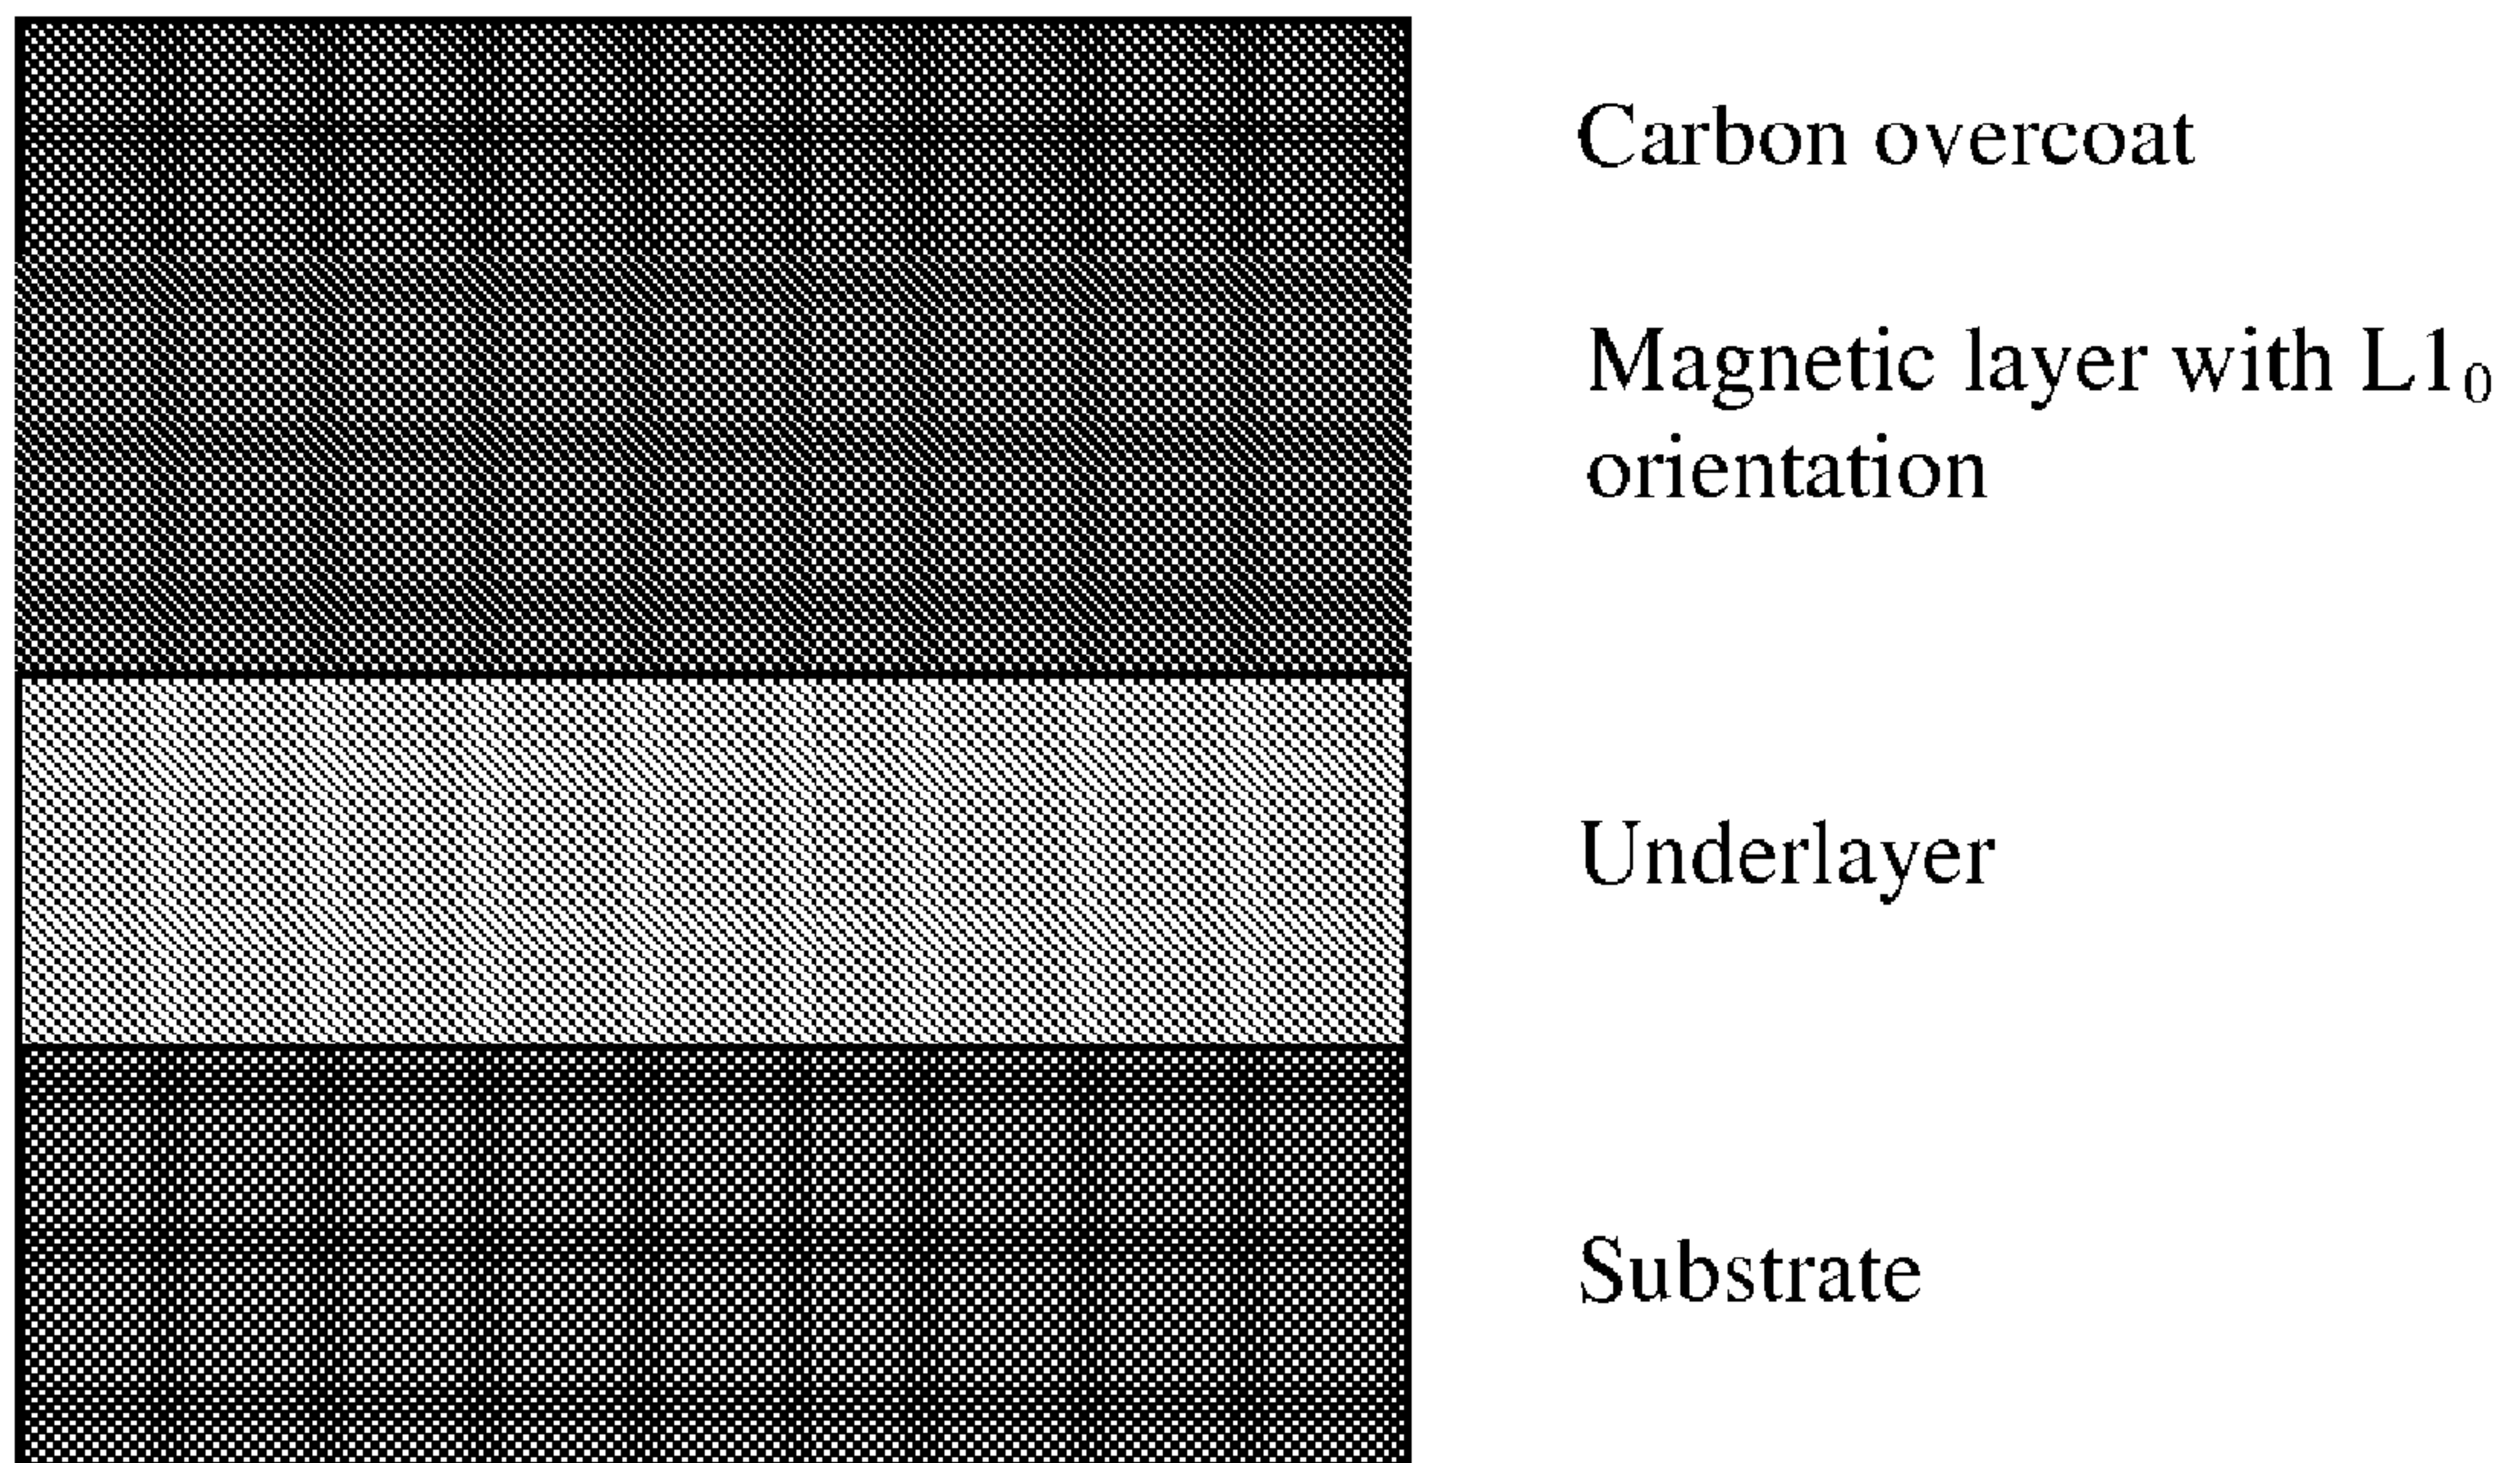 Carbon overcoat
Magnetic layer with L1₀
orientation
Underlayer
Substrate